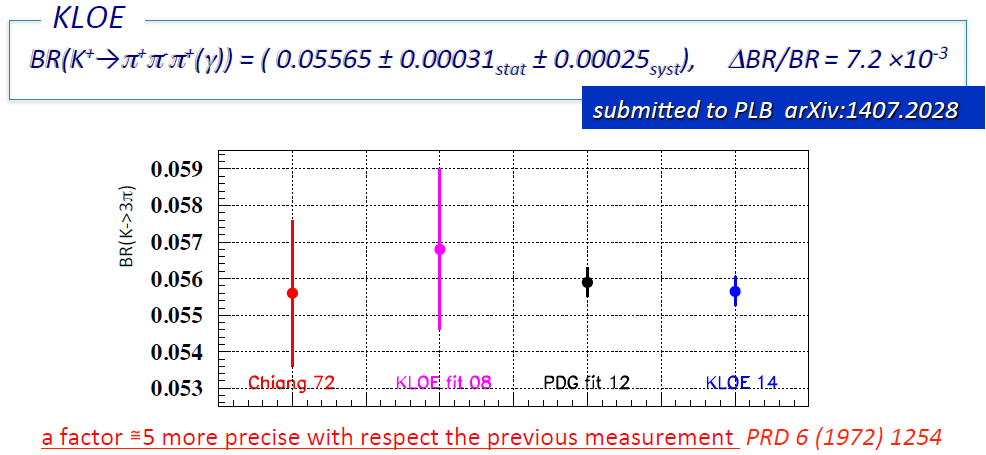 KLOE
BR(K⁺→π⁺π⁻π⁺(γ)) = ( 0.05565 ± 0.00031stat ± 0.00025syst), ΔBR/BR = 7.2 ×10⁻³
submitted to PLB arXiv:1407.2028
0.059
0.058
0.057
0.056
0.055
0.054
0.053
BR(K->3π)
Chiang 72
KLOE fit 08
PDG fit 12
KLOE 14
a factor ≅5 more precise with respect the previous measurement PRD 6 (1972) 1254